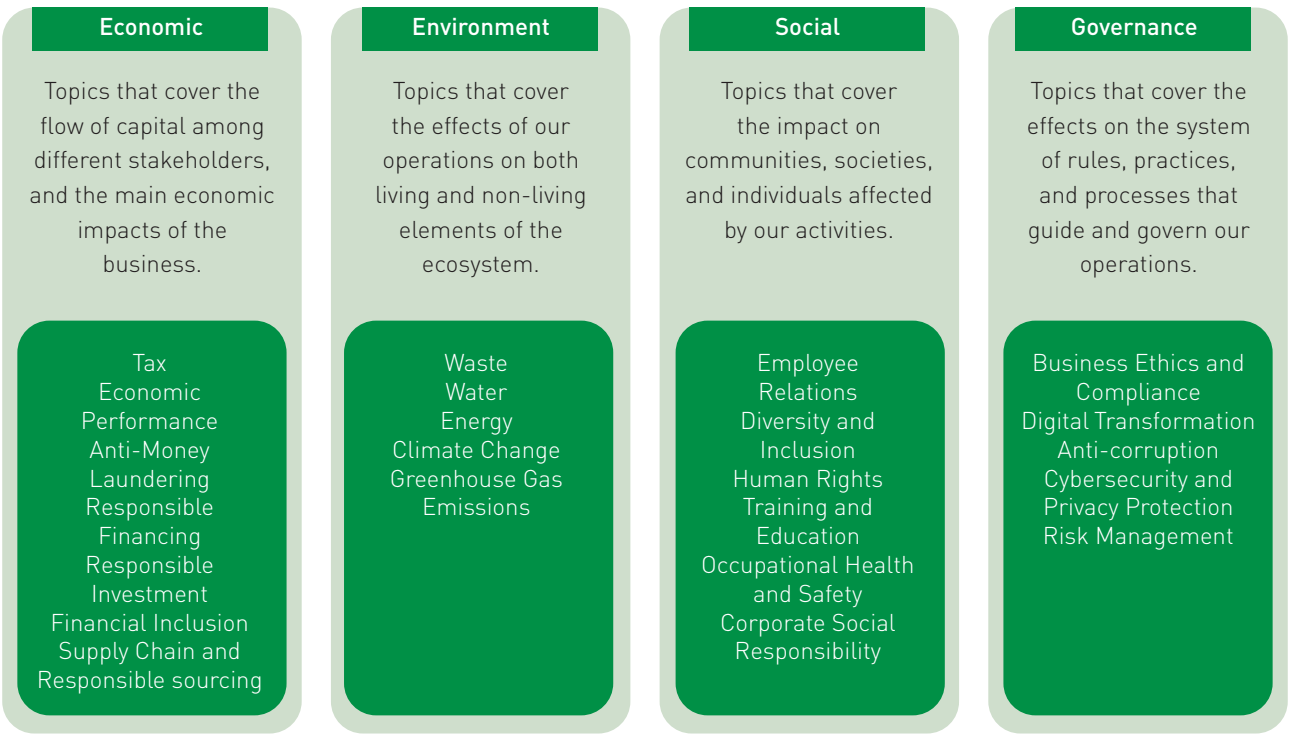 Economic
Topics that cover the
flow of capital among
different stakeholders,
and the main economic
impacts of the
business.
Tax
Economic
Performance
Anti-Money
Laundering
Responsible
Financing
Responsible
Investment
Financial Inclusion
Supply Chain and
Responsible sourcing
Environment
Topics that cover
the effects of our
operations on both
living and non-living
elements of the
ecosystem.
Waste
Water
Energy
Climate Change
Greenhouse Gas
Emissions
Social
Topics that cover
the impact on
communities, societies,
and individuals affected
by our activities.
Employee
Relations
Diversity and
Inclusion
Human Rights
Training and
Education
Occupational Health
and Safety
Corporate Social
Responsibility
Governance
Topics that cover the
effects on the system
of rules, practices,
and processes that
guide and govern our
operations.
Business Ethics and
Compliance
Digital Transformation
Anti-corruption
Cybersecurity and
Privacy Protection
Risk Management